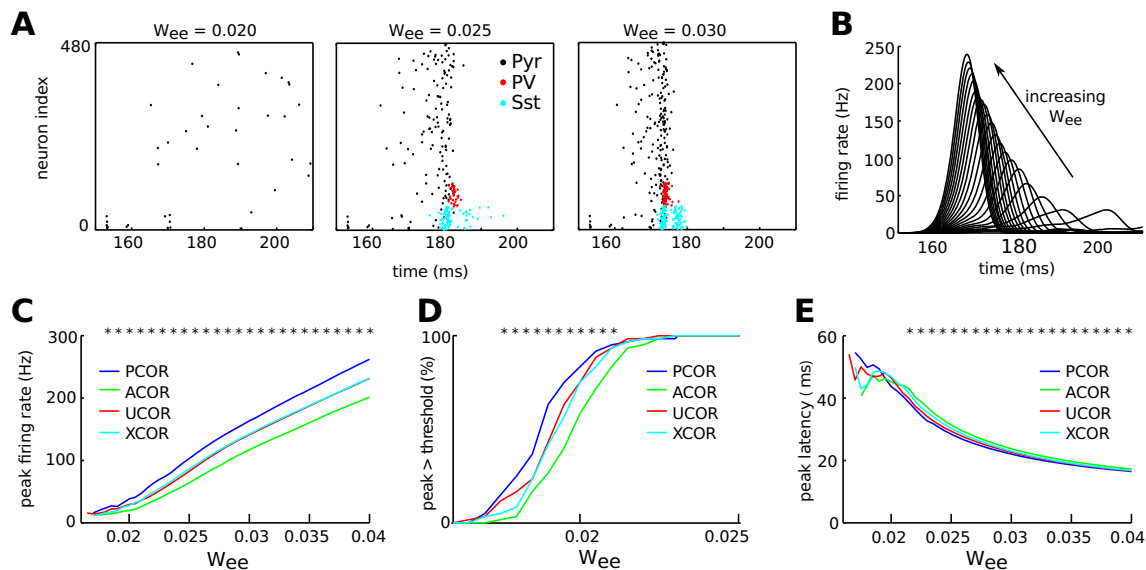 A
Wee = 0.020
Wee = 0.025
Wee = 0.030
480
neuron index
0
Pyr
PV
Sst
160 180 200
160 180 200
160 180 200
time (ms)
B
250
200
150
100
50
0
firing rate (Hz)
increasing
Wee
160 180 200
time (ms)
C
* * * * * * * * * * * * * * * * * * * * * * * * *
300
200
100
0
peak firing rate (Hz)
PCOR
ACOR
UCOR
XCOR
0.02 0.025 0.03 0.035 0.04
Wee
D
* * * * * * * * * * *
100
0
peak > threshold (%)
PCOR
ACOR
UCOR
XCOR
0.02 0.025
Wee
E
* * * * * * * * * * * * * * * * * * *
60
40
20
0
peak latency ( ms)
PCOR
ACOR
UCOR
XCOR
0.02 0.025 0.03 0.035 0.04
Wee